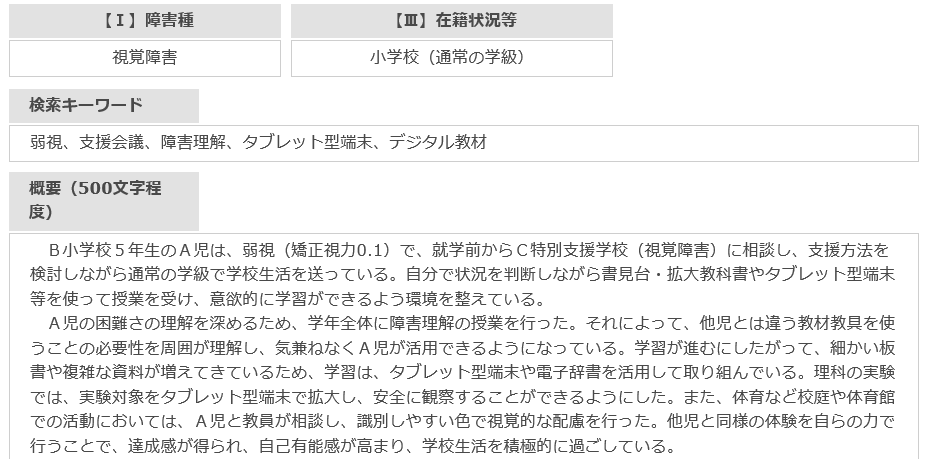 【Ⅰ】障害種
【Ⅲ】在籍状況等
視覚障害
小学校（通常の学級）
検索キーワード
弱視、支援会議、障害理解、タブレット型端末、デジタル教材
概要（500文字程
度）
Ｂ小学校５年生のＡ児は、弱視（矯正視力0.1）で、就学前からＣ特別支援学校（視覚障害）に相談し、支援方法を
検討しながら通常の学級で学校生活を送っている。自分で状況を判断しながら書見台・拡大教科書やタブレット型端末
等を使って授業を受け、意欲的に学習ができるよう環境を整えている。
Ａ児の困難さの理解を深めるため、学年全体に障害理解の授業を行った。それによって、他児とは違う教材教具を使
うことの必要性を周囲が理解し、気兼ねなくＡ児が活用できるようになっている。学習が進むにしたがって、細かい板
書や複雑な資料が増えてきているため、学習は、タブレット型端末や電子辞書を活用して取り組んでいる。理科の実験
では、実験対象をタブレット型端末で拡大し、安全に観察することができるようにした。また、体育など校庭や体育館
での活動においては、Ａ児と教員が相談し、識別しやすい色で視覚的な配慮を行った。他児と同様の体験を自らの力で
行うことで、達成感が得られ、自己有能感が高まり、学校生活を積極的に過ごしている。